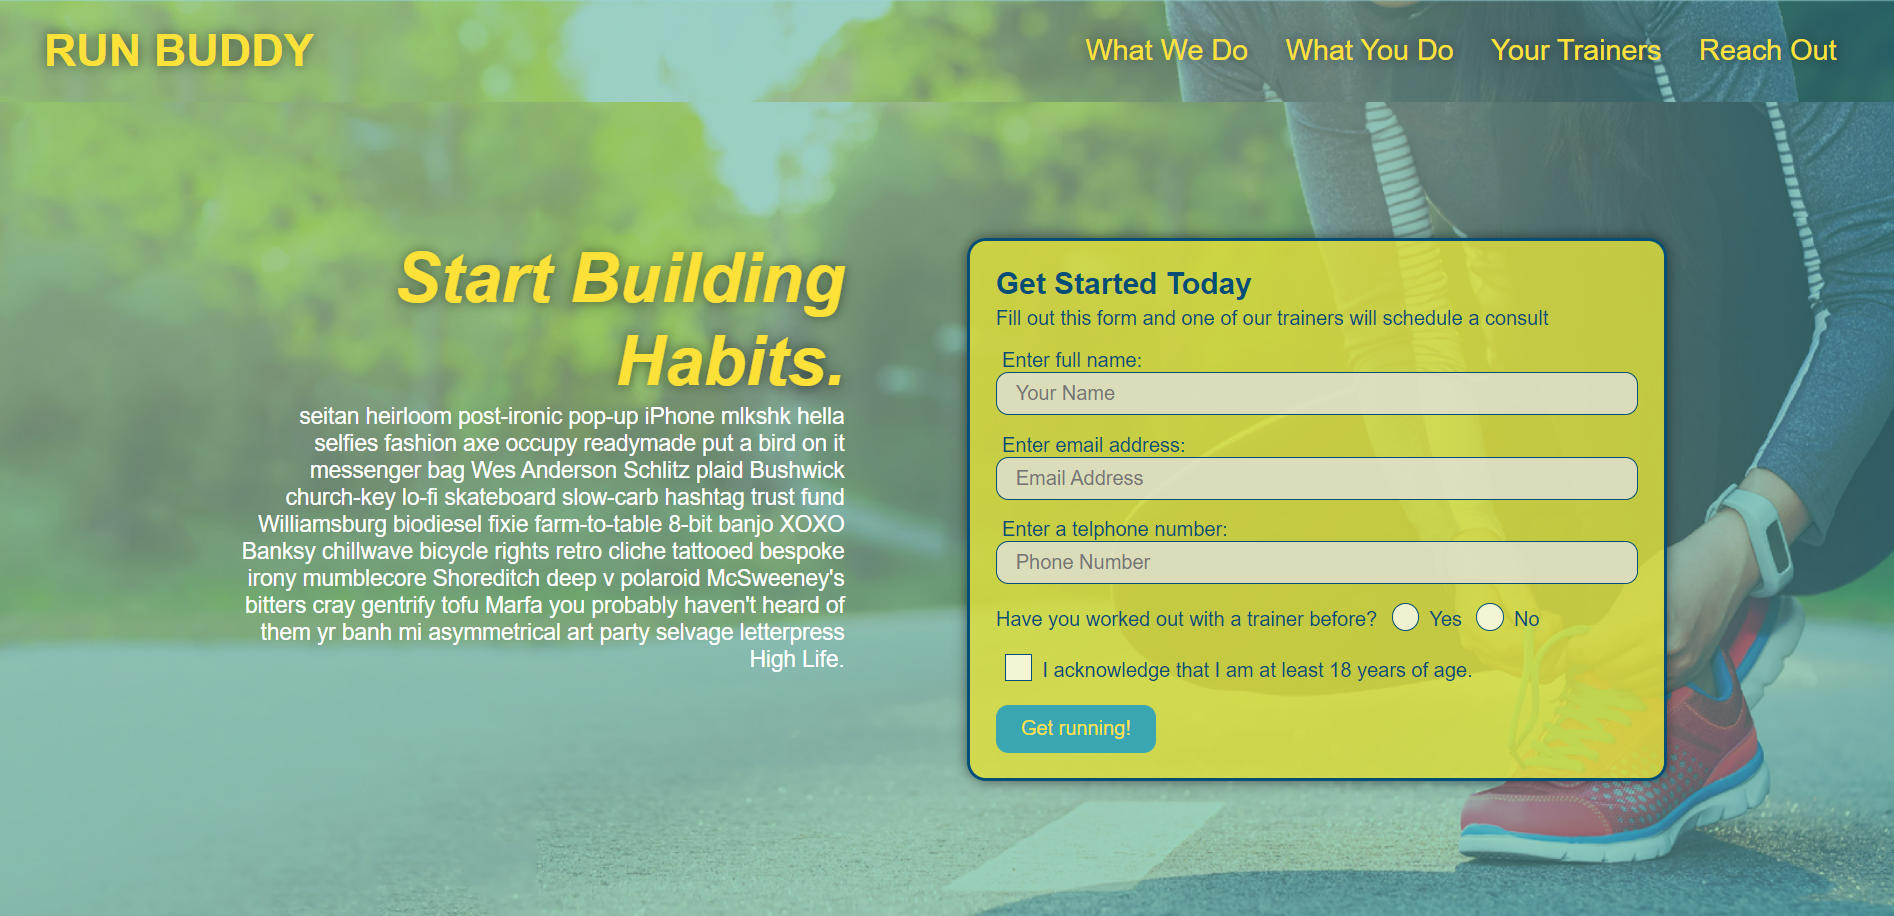 RUN BUDDY
What We Do What You Do Your Trainers Reach Out
Start Building
Habits.
seitan heirloom post-ironic pop-up iPhone mlkshk hella
selfies fashion axe occupy readymade put a bird on it
messenger bag Wes Anderson Schlitz plaid Bushwick
church-key lo-fi skateboard slow-carb hashtag trust fund
Williamsburg biodiesel fixie farm-to-table 8-bit banjo XOXO
Banksy chillwave bicycle rights retro cliche tattooed bespoke
irony mumblecore Shoreditch deep v polaroid McSweeney's
bitters cray gentrify tofu Marfa you probably haven't heard of
them yr banh mi asymmetrical art party selvage letterpress
High Life.
Get Started Today
Fill out this form and one of our trainers will schedule a consult
Enter full name:
Your Name
Enter email address:
Email Address
Enter a telphone number:
Phone Number
Have you worked out with a trainer before? Yes No
I acknowledge that I am at least 18 years of age.
Get running!